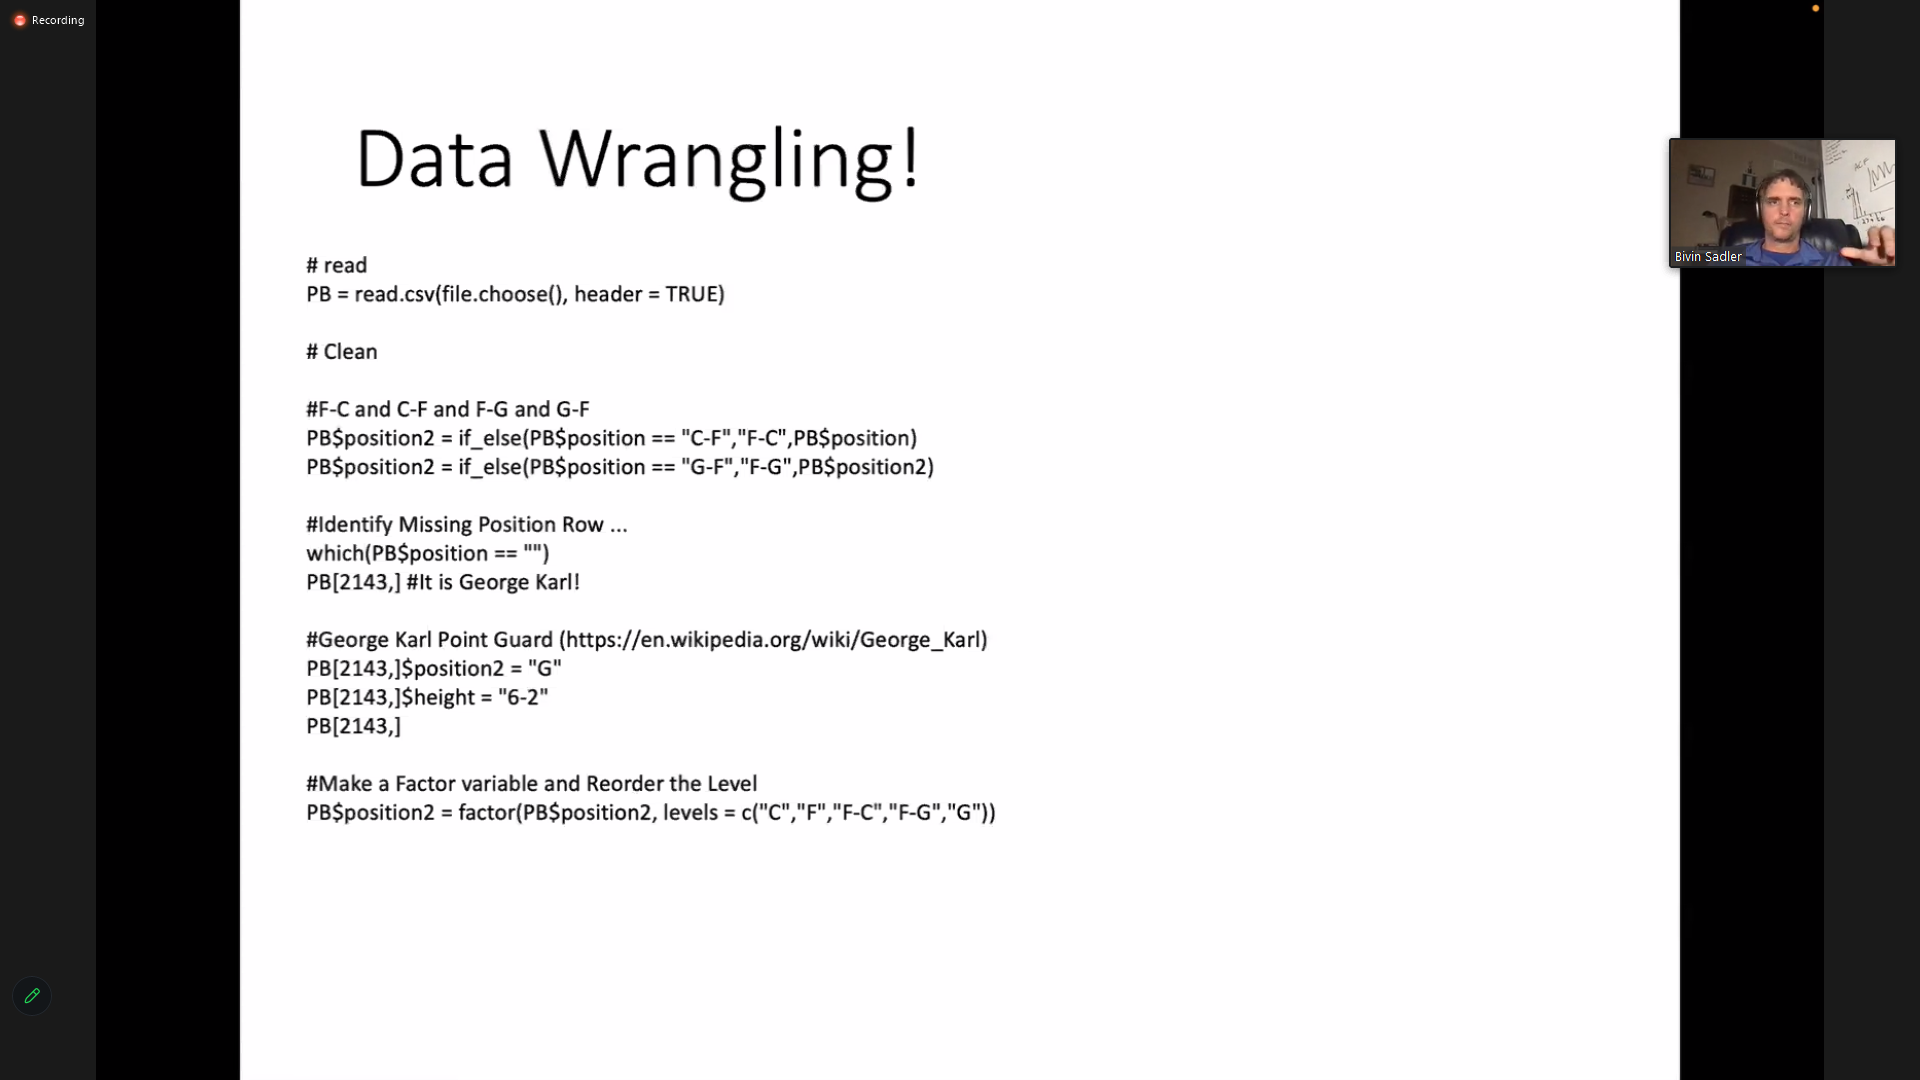 Recording
Data Wrangling!
# read
PB = read.csv(file.choose(), header = TRUE)
# Clean
#F-C and C-F and F-G and G-F
PB$position2 = if_else(PB$position == "C-F","F-C",PB$position)
PB$position2 = if_else(PB$position == "G-F","F-G",PB$position2)
#Identify Missing Position Row ...
which(PB$position == "")
PB[2143,] #It is George Karl!
#George Karl Point Guard (https://en.wikipedia.org/wiki/George_Karl)
PB[2143,]$position2 = "G"
PB[2143,]$height = "6-2"
PB[2143,]
#Make a Factor variable and Reorder the Level
PB$position2 = factor(PB$position2, levels = c("C","F","F-C","F-G","G"))
ACF
Bivin Sadler